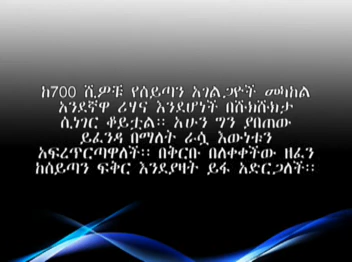 ከ700 ሺዎቹ የሰይጣን አገልጋዮች መካከል
አንደኛዋ ሪሃና እንደሆነች በሹክሹክታ
ሲነገር ቆይቷል፡፡ አሁን ግን ያበጠው
ይፈንዳ በማለት ራሷ እውነቱን
አፍረጥርጣዋለች፡፡ በቅርቡ በለቀቀችው ዘፈን
ከሰይጣን ፍቅር እንደያዛት ይፋ አድርጋለች፡፡